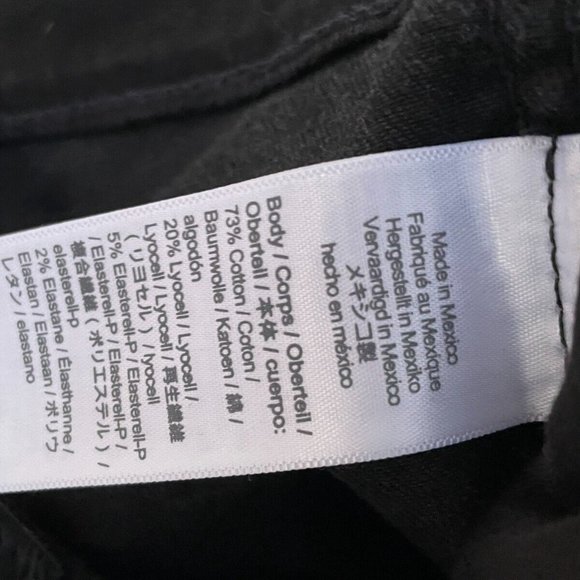 Made in Mexico
Fabriqué au Mexique
Hergestellt in Mexiko
Vervaardigd in Mexico
メキシコ製
hecho en méxico
Body / Corps / Oberteil /
Obertall / 本体 / cuerpo:
73% Cotton / Coton /
Baumwolle / Katoen / 綿 /
algodón
20% Lyocell / Lyocell /
Lyocell / Lyocell / 再生繊維
（リヨセル）/ lyocell
5% Elasterell-P / Elasterell-P
/ Elasterell-P / Elasterell-P /
複合繊維（ポリエステル）/
elasterell-p
2% Elastane / Élasthanne /
Elastan / Elastaan / ポリウ
レタン / elastano